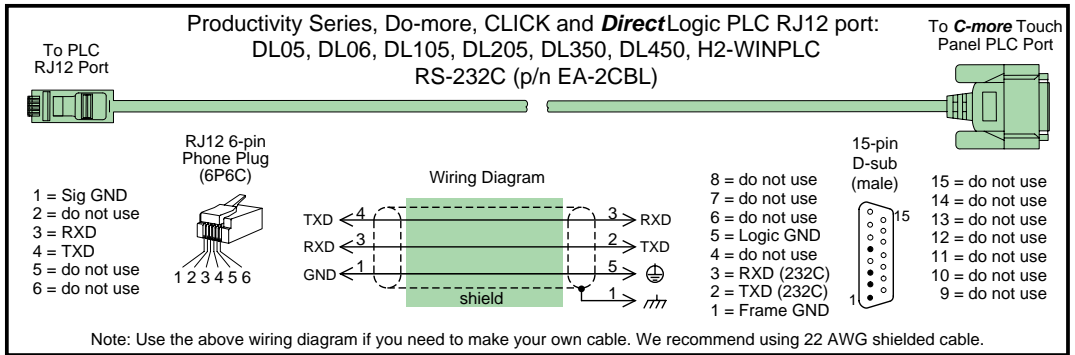 Productivity Series, Do-more, CLICK and DirectLogic PLC RJ12 port:
DL05, DL06, DL105, DL205, DL350, DL450, H2-WINPLC
RS-232C (p/n EA-2CBL)
To PLC
RJ12 Port
To C-more Touch
Panel PLC Port
RJ12 6-pin
Phone Plug
(6P6C)
1 = Sig GND
2 = do not use
3 = RXD
4 = TXD
5 = do not use
6 = do not use
1 2 3 4 5 6
Wiring Diagram
TXD 4 3 RXD
RXD 3 2 TXD
GND 1 5
shield 1
8 = do not use
7 = do not use
6 = do not use
5 = Logic GND
4 = do not use
3 = RXD (232C)
2 = TXD (232C)
1 = Frame GND
15-pin
D-sub
(male)
15
1
15 = do not use
14 = do not use
13 = do not use
12 = do not use
11 = do not use
10 = do not use
9 = do not use
Note: Use the above wiring diagram if you need to make your own cable. We recommend using 22 AWG shielded cable.